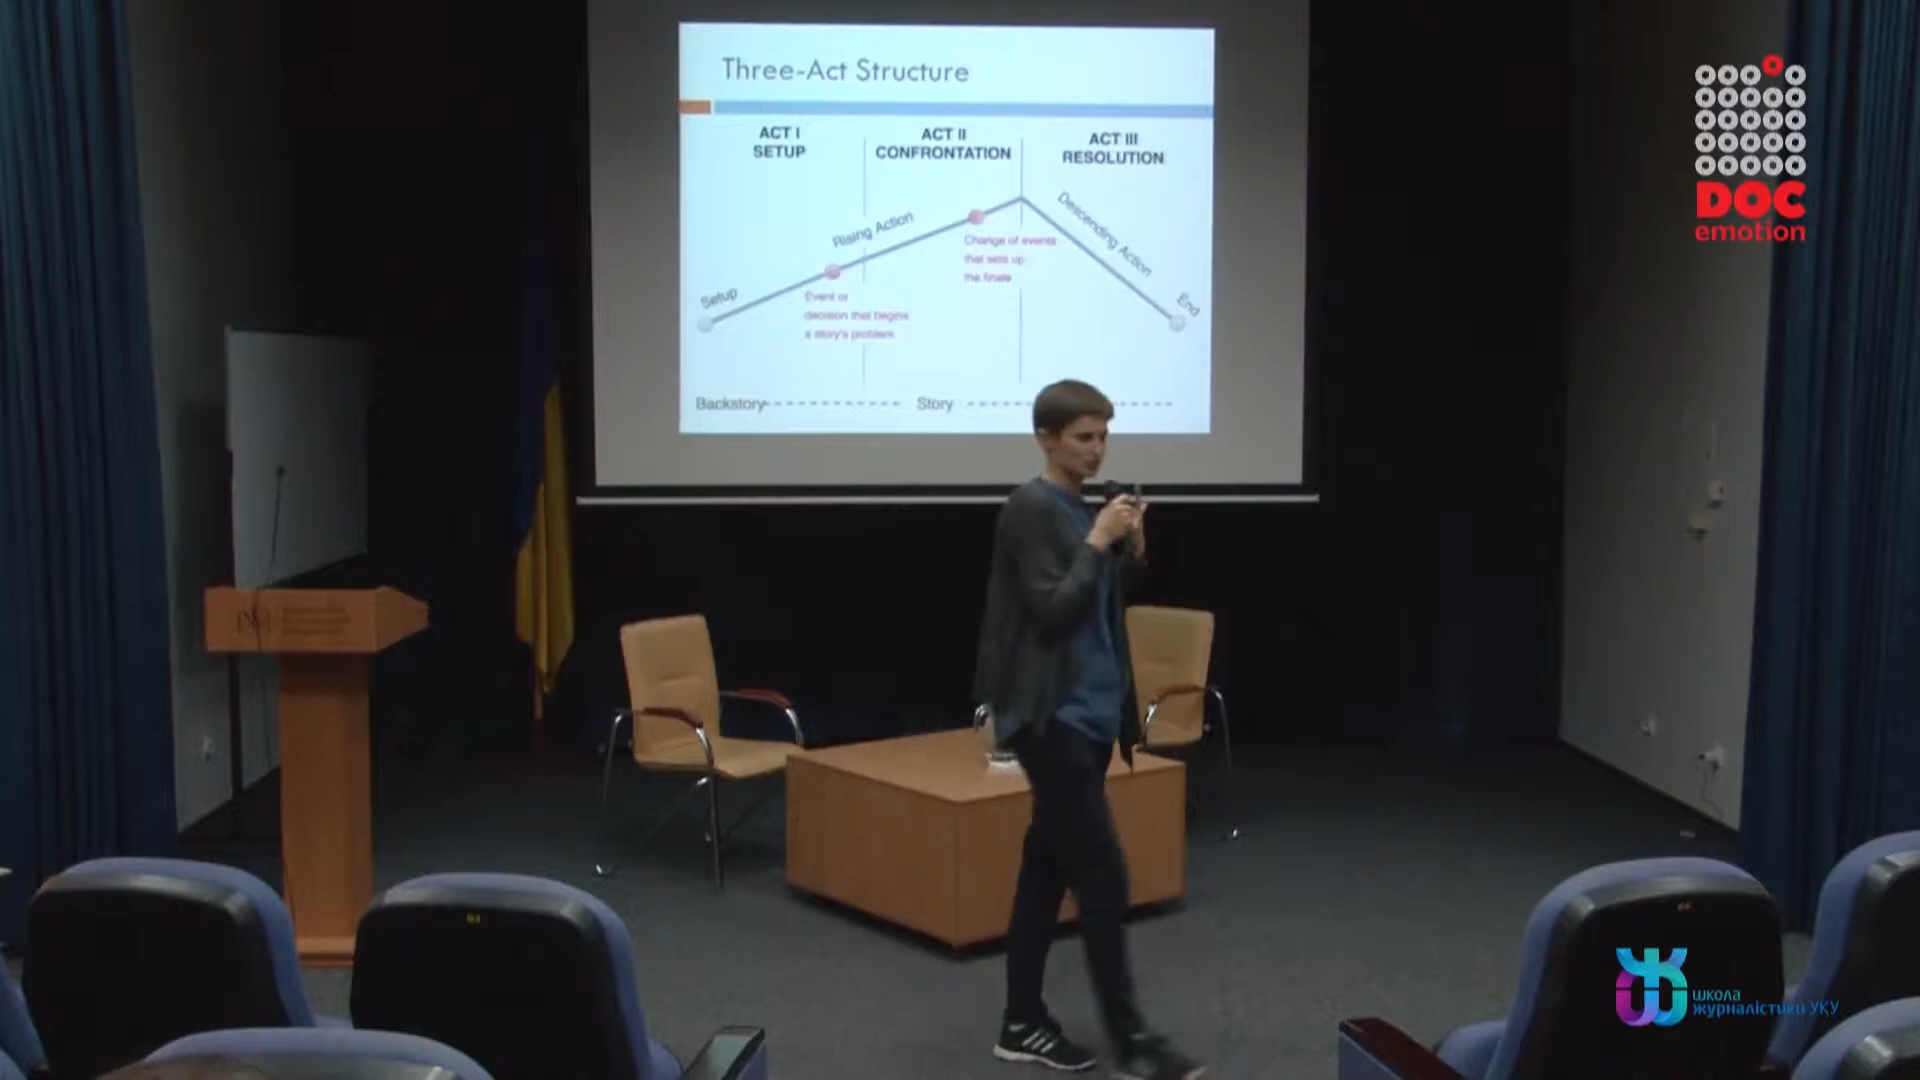 Three-Act Structure
ACT I
SETUP
ACT II
CONFRONTATION
ACT III
RESOLUTION
Setup
Rising Action
Descending Action
End
Event or
decision that begins
a story's problem
Change of events
that sets up
the finale
Backstory
Story
DOC
emotion
школа
журналістики УКУ